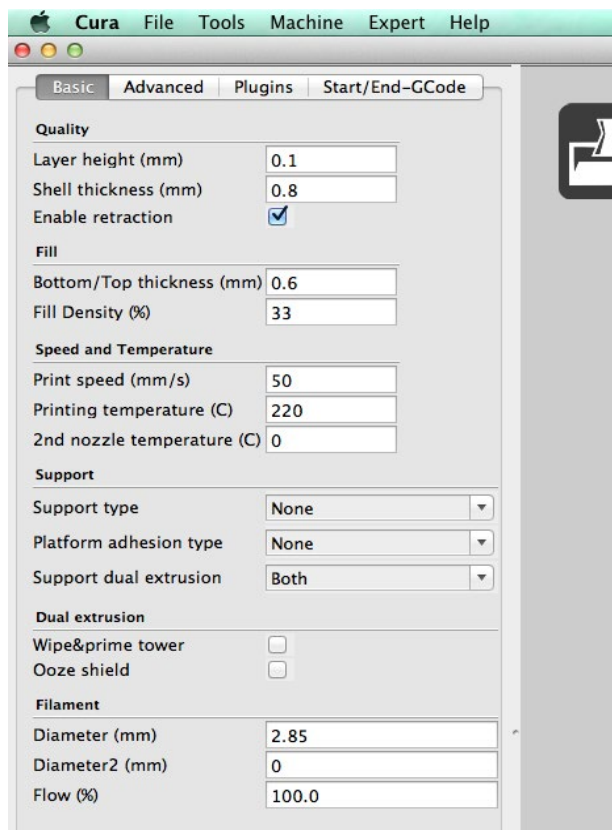 Cura File Tools Machine Expert Help
Basic Advanced Plugins Start/End-GCode
Quality
Layer height (mm) 0.1
Shell thickness (mm) 0.8
Enable retraction
Fill
Bottom/Top thickness (mm) 0.6
Fill Density (%) 33
Speed and Temperature
Print speed (mm/s) 50
Printing temperature (C) 220
2nd nozzle temperature (C) 0
Support
Support type None
Platform adhesion type None
Support dual extrusion Both
Dual extrusion
Wipe&prime tower
Ooze shield
Filament
Diameter (mm) 2.85
Diameter2 (mm) 0
Flow (%) 100.0